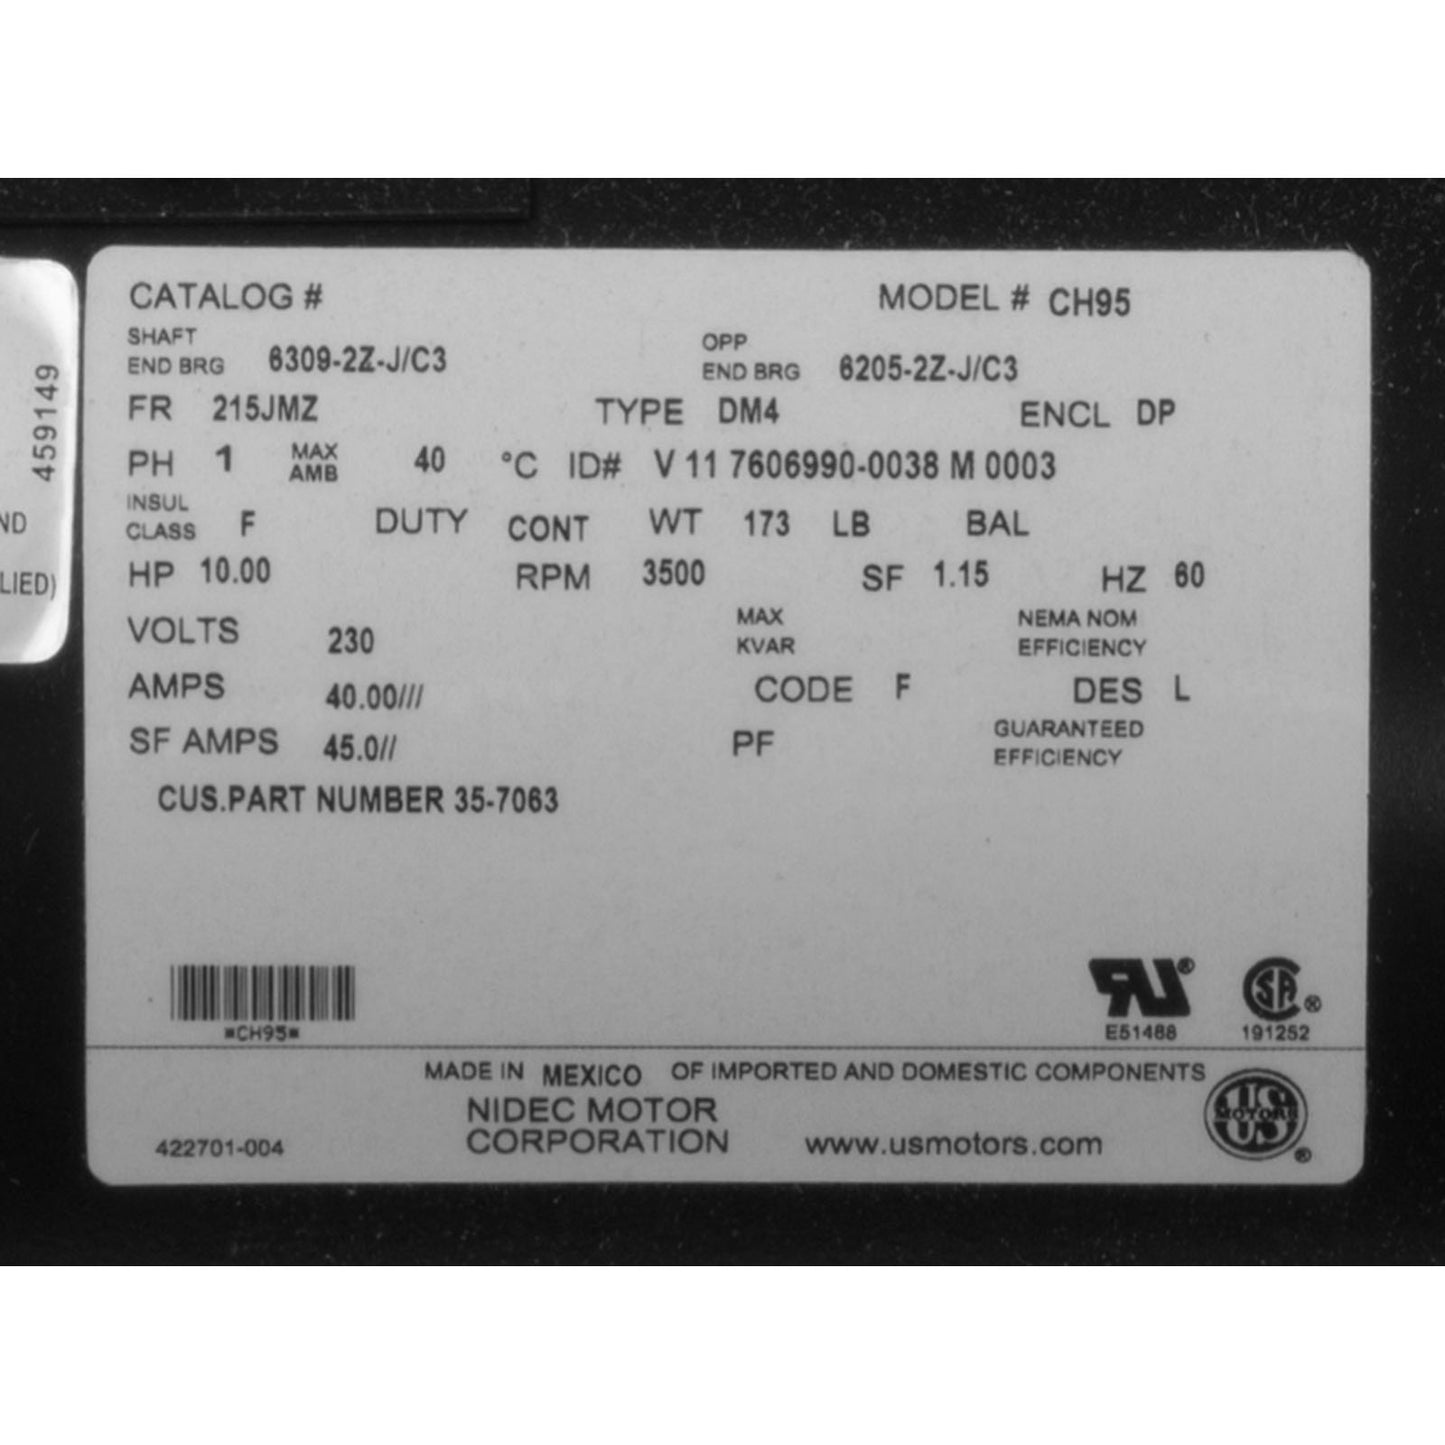 CATALOG # MODEL # CH95
SHAFT END BRG 6309-2Z-J/C3 OPP END BRG 6205-2Z-J/C3
FR 215JMZ TYPE DM4 ENCL DP
PH 1 MAX AMB 40 °C ID# V 11 7606990-0038 M 0003
INSUL CLASS F DUTY CONT WT 173 LB BAL
HP 10.00 RPM 3500 SF 1.15 HZ 60
VOLTS 230 MAX KVAR NEMA NOM EFFICIENCY
AMPS 40.00/// CODE F DES L
SF AMPS 45.0// PF GUARANTEED EFFICIENCY
CUS.PART NUMBER 35-7063
*CH95*
E51488 191252
MADE IN MEXICO OF IMPORTED AND DOMESTIC COMPONENTS
NIDEC MOTOR
CORPORATION
422701-004 www.usmotors.com
US MOTORS
459149
ND
LIED)